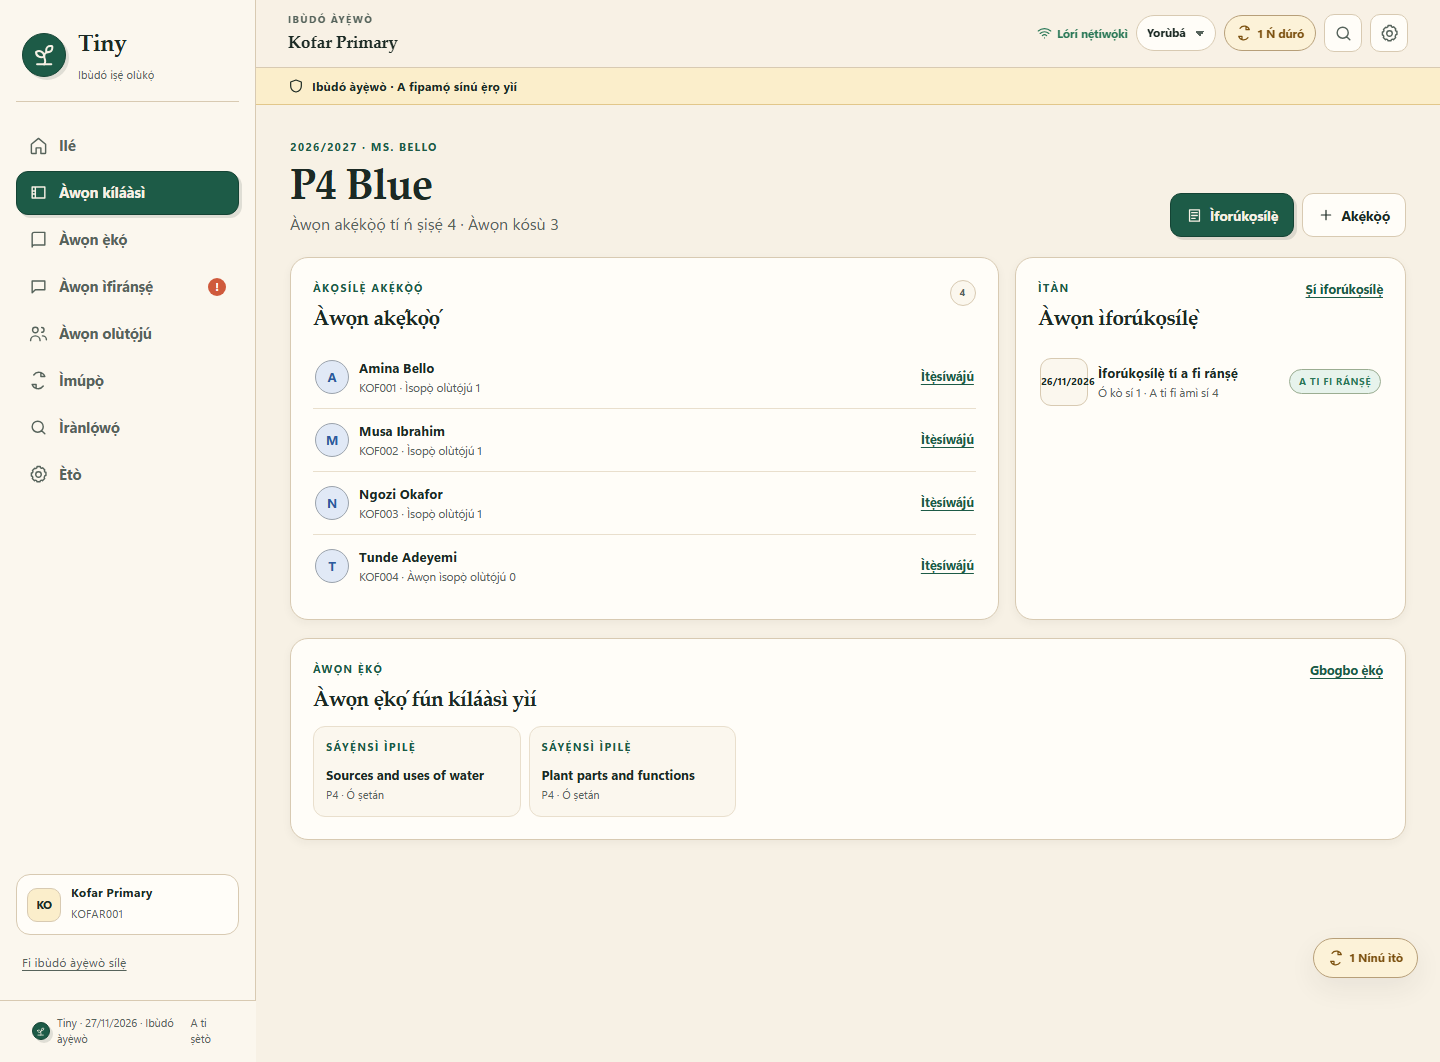 Tiny
Ibùdó iṣẹ́ olùkọ́
Ilé
Àwọn kíláàsì
Àwọn ẹ̀kọ́
Àwọn ìfiránṣẹ́
!
Àwọn olùtọ́jú
Ìmúpọ̀
Ìrànlọ́wọ́
Ètò
KO
Kofar Primary
KOFAR001
Fi ibùdó àyẹ̀wò sílẹ̀
Tiny · 27/11/2026 · Ibùdó àyẹ̀wò
A ti ṣètò
IBÙDÓ ÀYẸ̀WÒ
Kofar Primary
Lórí nẹ́tíwọ́kì
Yorùbá
1 Ń dúró
Ibùdó àyẹ̀wò · A fipamọ́ sínú ẹ̀rọ yìí
2026/2027 · MS. BELLO
P4 Blue
Àwọn akẹ́kọ̀ọ́ tí ń ṣiṣẹ́ 4 · Àwọn kókó 3
Ìforúkọsílẹ̀
Akẹ́kọ̀ọ́
ÀKỌSÍLẸ̀ AKẸ́KỌ̀Ọ́
4
Àwọn akẹ́kọ̀ọ́
A
Amina Bello
KOF001 · Ìsopọ̀ olùtọ́jú 1
Ìtẹ̀síwájú
M
Musa Ibrahim
KOF002 · Ìsopọ̀ olùtọ́jú 1
Ìtẹ̀síwájú
N
Ngozi Okafor
KOF003 · Ìsopọ̀ olùtọ́jú 1
Ìtẹ̀síwájú
T
Tunde Adeyemi
KOF004 · Àwọn ìsopọ̀ olùtọ́jú 0
Ìtẹ̀síwájú
ÌTÀN
Ṣí ìforúkọsílẹ̀
Àwọn ìforúkọsílẹ̀
26/11/2026
Ìforúkọsílẹ̀ tí a fi ránṣẹ́
Ó kò sí 1 · A ti fi àmì sí 4
A TI FI RÁNṢẸ́
ÀWỌN Ẹ̀KỌ́
Gbogbo ẹ̀kọ́
Àwọn ẹ̀kọ́ fún kíláàsì yìí
SÁYẸ́NSÌ ÌPILẸ̀
Sources and uses of water
P4 · Ó ṣetán
SÁYẸ́NSÌ ÌPILẸ̀
Plant parts and functions
P4 · Ó ṣetán
1 Nínú ìtò